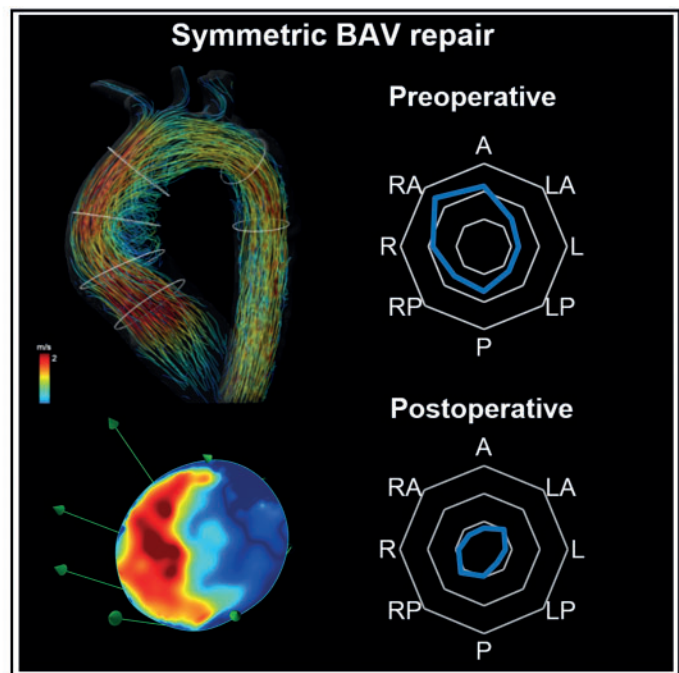 Symmetric BAV repair
Preoperative
A
RA LA
R L
RP LP
P
m/s
2
Postoperative
A
RA LA
R L
RP LP
P